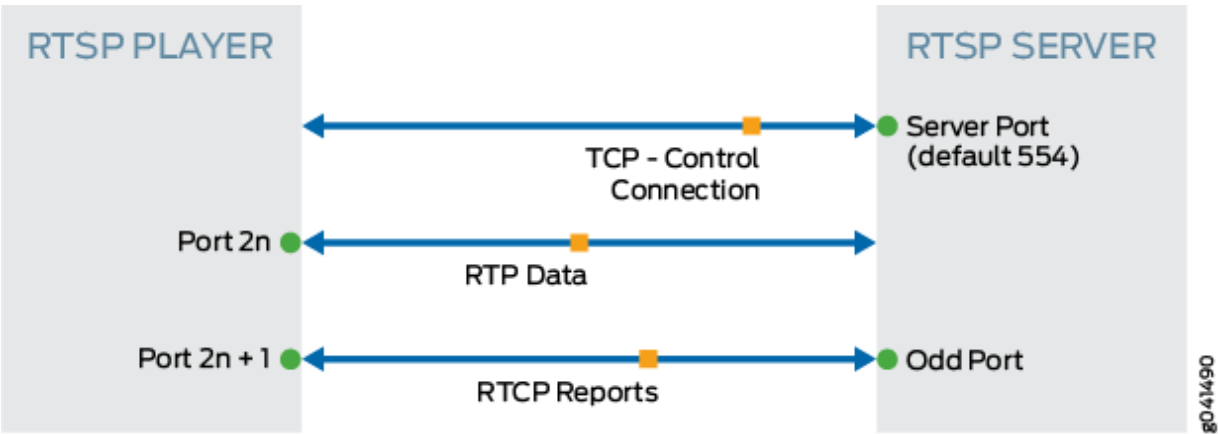 RTSP PLAYER
RTSP SERVER
Server Port
(default 554)
TCP - Control
Connection
Port 2n
RTP Data
Port 2n + 1
Odd Port
RTCP Reports
g041490